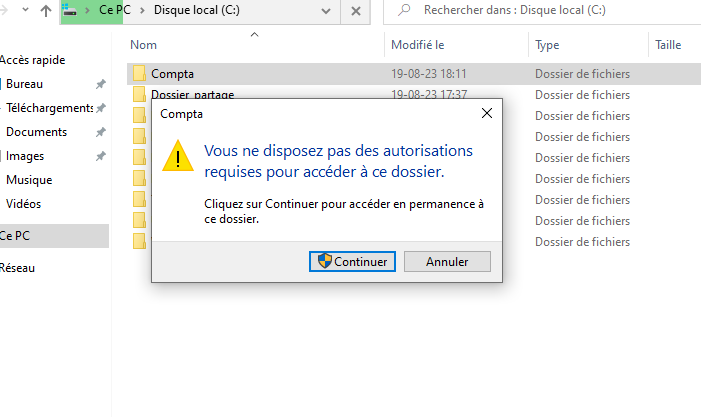 Ce PC > Disque local (C:)
Rechercher dans : Disque local (C:)
Nom Modifié le Type Taille
Accès rapide
Bureau
Téléchargements
Documents
Images
Musique
Vidéos
Ce PC
Réseau
Compta 19-08-23 18:11 Dossier de fichiers
Dossier_partage 19-08-23 17:37 Dossier de fichiers
Dossier de fichiers
Dossier de fichiers
Dossier de fichiers
Dossier de fichiers
Dossier de fichiers
Dossier de fichiers
Dossier de fichiers
Compta
Vous ne disposez pas des autorisations
requises pour accéder à ce dossier.
Cliquez sur Continuer pour accéder en permanence à
ce dossier.
Continuer
Annuler